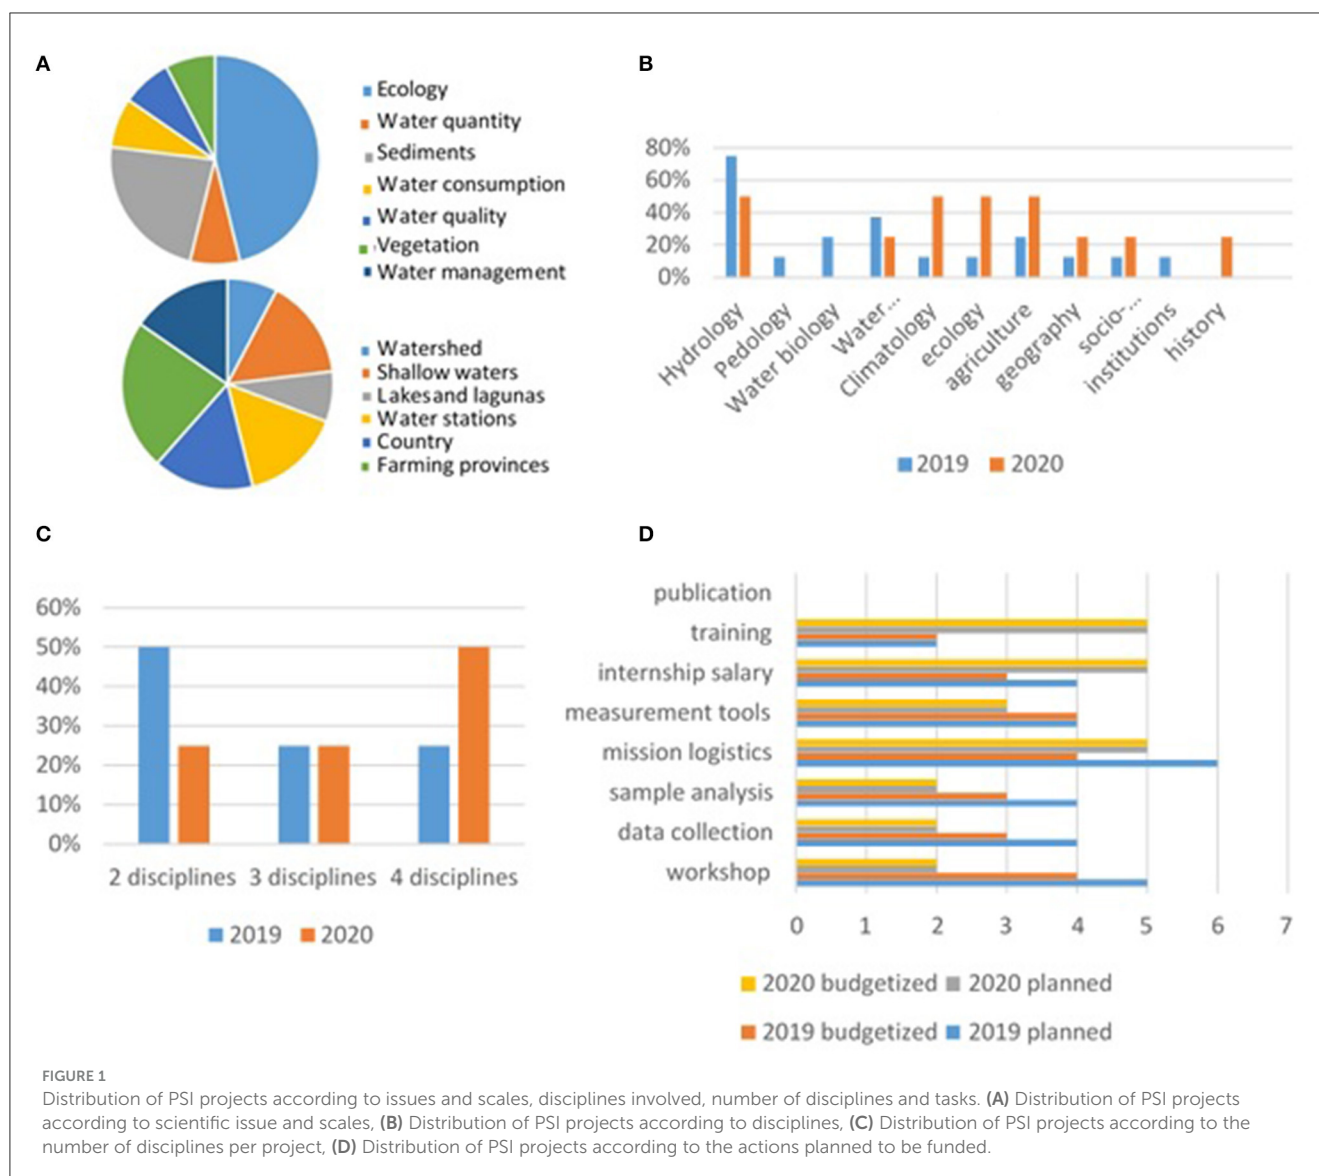 A
Ecology
Water quantity
Sediments
Water consumption
Water quality
Vegetation
Water management
Watershed
Shallow waters
Lakesand lagunas
Water stations
Country
Farming provinces
B
80%
60%
40%
20%
0%
Hydrology
Pedology
Water biology
Water...
Climatology
ecology
agriculture
geography
socio-...
institutions
history
2019 2020
C
60%
50%
40%
30%
20%
10%
0%
2 disciplines 3 disciplines 4 disciplines
2019 2020
D
publication
training
internship salary
measurement tools
mission logistics
sample analysis
data collection
workshop
0 1 2 3 4 5 6 7
2020 budgetized 2020 planned
2019 budgetized 2019 planned
FIGURE 1
Distribution of PSI projects according to issues and scales, disciplines involved, number of disciplines and tasks. (A) Distribution of PSI projects
according to scientific issue and scales, (B) Distribution of PSI projects according to disciplines, (C) Distribution of PSI projects according to the
number of disciplines per project, (D) Distribution of PSI projects according to the actions planned to be funded.